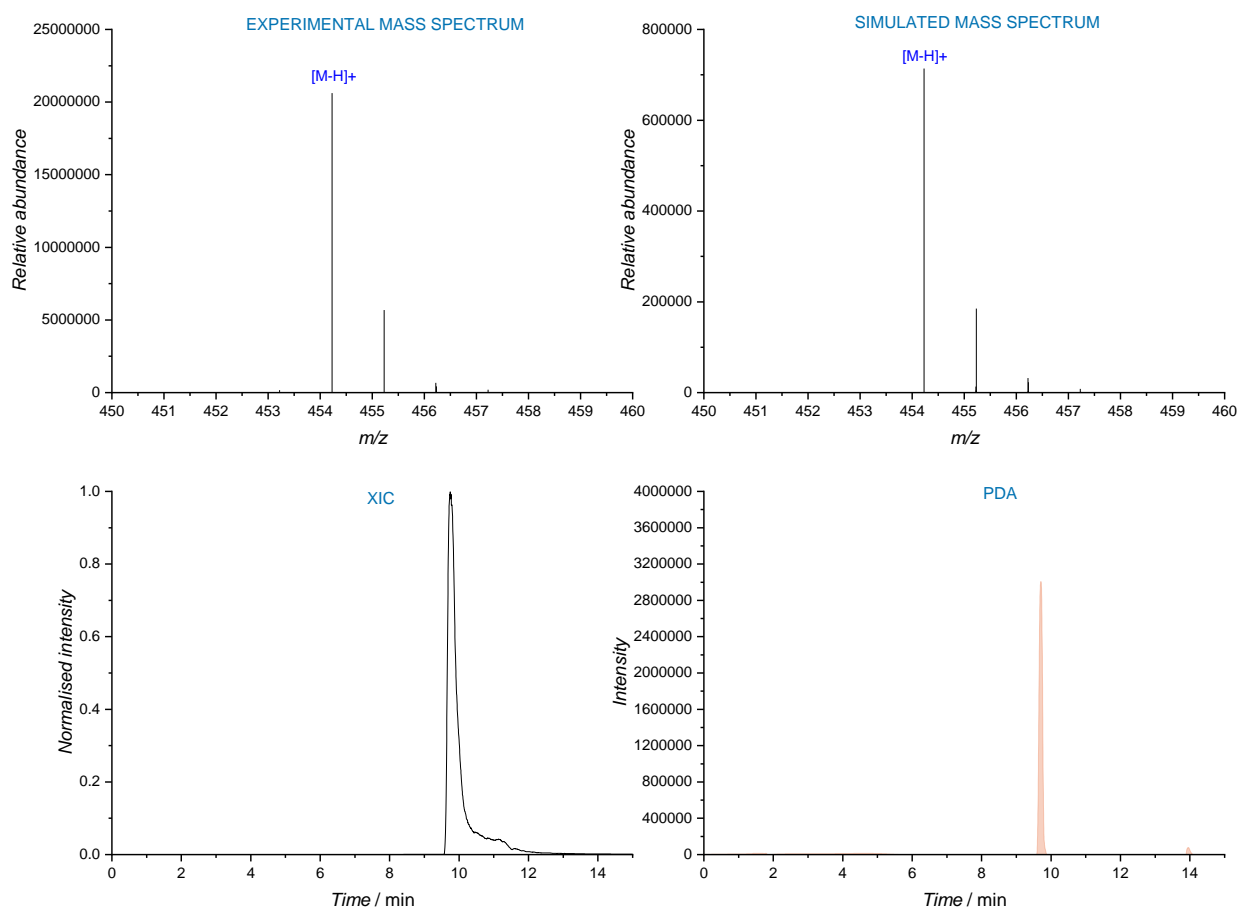 EXPERIMENTAL MASS SPECTRUM
[M-H]+
Relative abundance
25000000
20000000
15000000
10000000
5000000
0
450 451 452 453 454 455 456 457 458 459 460
m/z
SIMULATED MASS SPECTRUM
[M-H]+
Relative abundance
800000
600000
400000
200000
0
450 451 452 453 454 455 456 457 458 459 460
m/z
XIC
Normalised intensity
1.0
0.8
0.6
0.4
0.2
0.0
0 2 4 6 8 10 12 14
Time / min
PDA
Intensity
4000000
3600000
3200000
2800000
2400000
2000000
1600000
1200000
800000
400000
0
0 2 4 6 8 10 12 14
Time / min